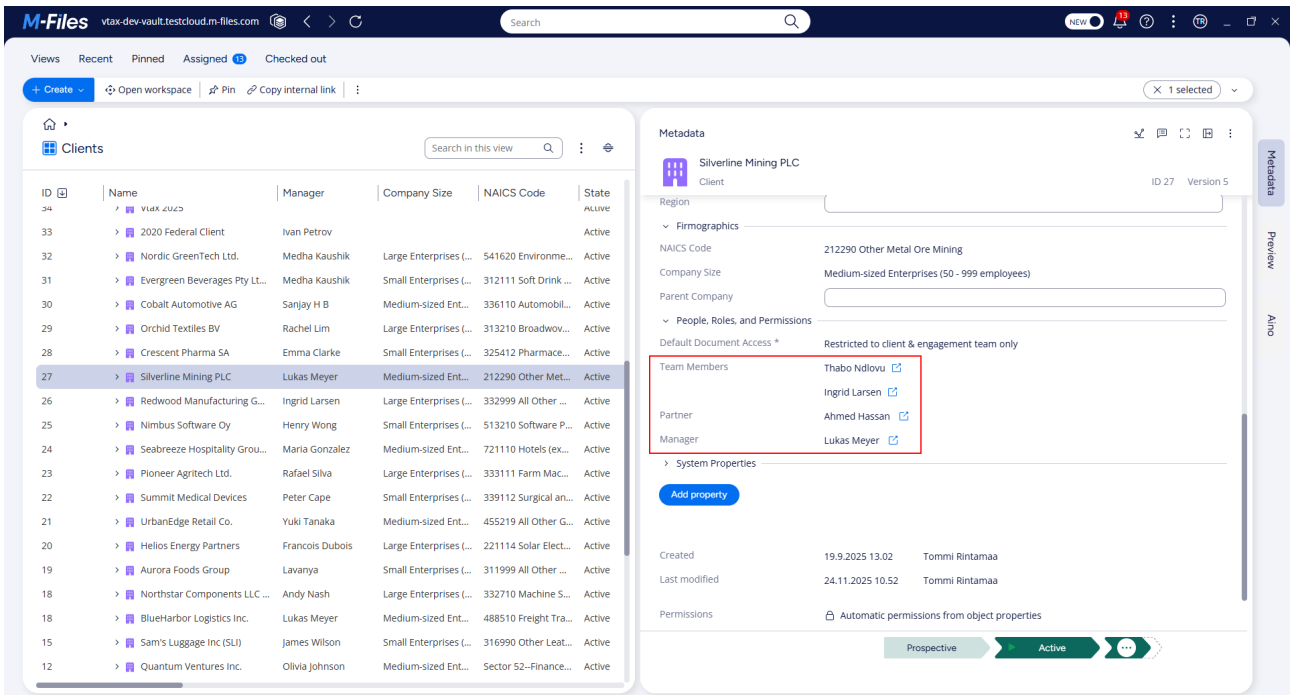 M-Files vtax-dev-vault.testcloud.m-files.com Search NEW 13 TR
Views Recent Pinned Assigned 13 Checked out
+ Create Open workspace Pin Copy internal link 1 selected
Clients Search in this view
ID Name Manager Company Size NAICS Code State
34 Vtax 2025 Active
33 2020 Federal Client Ivan Petrov Active
32 Nordic GreenTech Ltd. Medha Kaushik Large Enterprises (... 541620 Environme... Active
31 Evergreen Beverages Pty Lt... Medha Kaushik Small Enterprises (... 312111 Soft Drink ... Active
30 Cobalt Automotive AG Sanjay H B Medium-sized Ent... 336110 Automobil... Active
29 Orchid Textiles BV Rachel Lim Large Enterprises (... 313210 Broadwov... Active
28 Crescent Pharma SA Emma Clarke Small Enterprises (... 325412 Pharmace... Active
27 Silverline Mining PLC Lukas Meyer Medium-sized Ent... 212290 Other Met... Active
26 Redwood Manufacturing G... Ingrid Larsen Large Enterprises (... 332999 All Other ... Active
25 Nimbus Software Oy Henry Wong Small Enterprises (... 513210 Software P... Active
24 Seabreeze Hospitality Grou... Maria Gonzalez Medium-sized Ent... 721110 Hotels (ex... Active
23 Pioneer Agritech Ltd. Rafael Silva Large Enterprises (... 333111 Farm Mac... Active
22 Summit Medical Devices Peter Cape Small Enterprises (... 339112 Surgical an... Active
21 UrbanEdge Retail Co. Yuki Tanaka Medium-sized Ent... 455219 All Other G... Active
20 Helios Energy Partners Francois Dubois Large Enterprises (... 221114 Solar Elect... Active
19 Aurora Foods Group Lavanya Small Enterprises (... 311999 All Other ... Active
18 Northstar Components LLC ... Andy Nash Large Enterprises (... 332710 Machine S... Active
18 BlueHarbor Logistics Inc. Lukas Meyer Medium-sized Ent... 488510 Freight Tra... Active
15 Sam's Luggage Inc (SLI) James Wilson Small Enterprises (... 316990 Other Leat... Active
12 Quantum Ventures Inc. Olivia Johnson Medium-sized Ent... Sector 52--Finance... Active
Metadata
Silverline Mining PLC
Client ID 27 Version 5
Region
Firmographics
NAICS Code 212290 Other Metal Ore Mining
Company Size Medium-sized Enterprises (50 - 999 employees)
Parent Company
People, Roles, and Permissions
Default Document Access * Restricted to client & engagement team only
Team Members Thabo Ndlovu
Ingrid Larsen
Partner Ahmed Hassan
Manager Lukas Meyer
System Properties
Add property
Created 19.9.2025 13.02 Tommi Rintamaa
Last modified 24.11.2025 10.52 Tommi Rintamaa
Permissions Automatic permissions from object properties
Prospective Active
Metadata
Preview
Aino